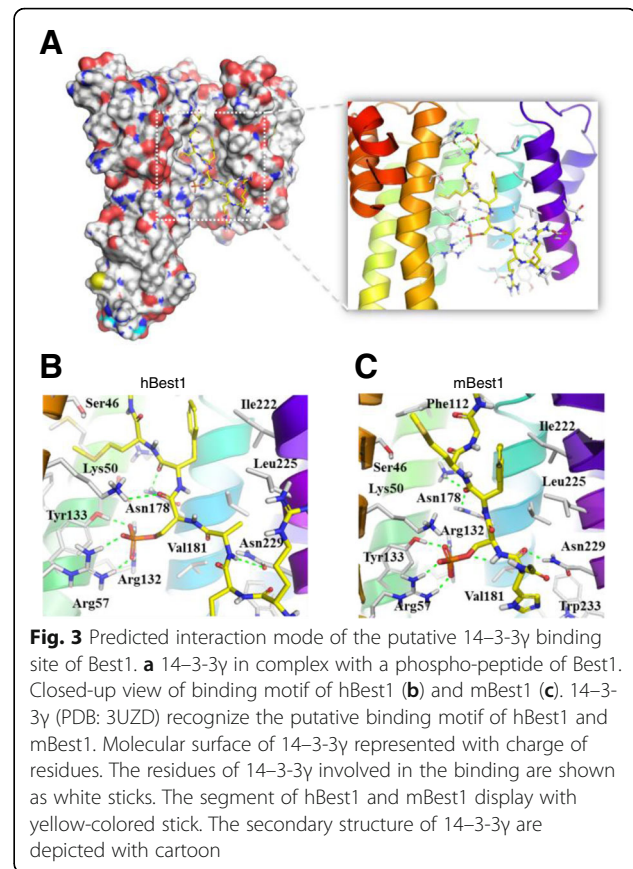 A
B
hBest1
Ser46
Ile222
Lys50
Leu225
Asn178
Tyr133
Val181
Asn229
Arg132
Arg57
C
mBest1
Phe112
Ile222
Ser46
Leu225
Lys50
Asn178
Arg132
Asn229
Tyr133
Arg57
Val181
Trp233
Fig. 3 Predicted interaction mode of the putative 14–3-3γ binding
site of Best1. a 14–3-3γ in complex with a phospho-peptide of Best1.
Closed-up view of binding motif of hBest1 (b) and mBest1 (c). 14–3-
3γ (PDB: 3UZD) recognize the putative binding motif of hBest1 and
mBest1. Molecular surface of 14–3-3γ represented with charge of
residues. The residues of 14–3-3γ involved in the binding are shown
as white sticks. The segment of hBest1 and mBest1 display with
yellow-colored stick. The secondary structure of 14–3-3γ are
depicted with cartoon